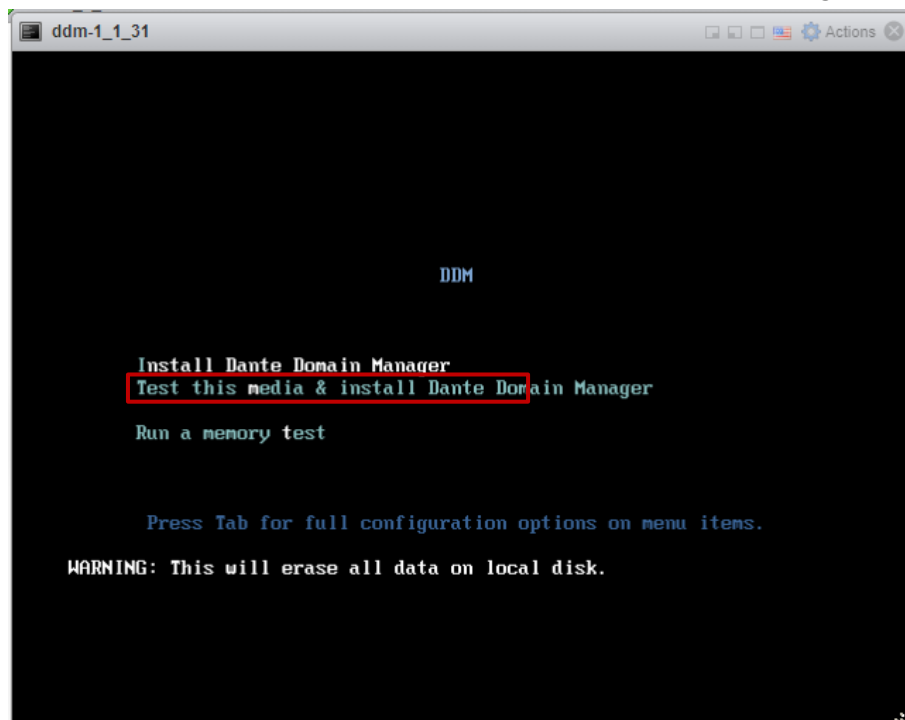 ddm-1_1_31
Actions
DDM
Install Dante Domain Manager
Test this media & install Dante Domain Manager
Run a memory test
Press Tab for full configuration options on menu items.
WARNING: This will erase all data on local disk.